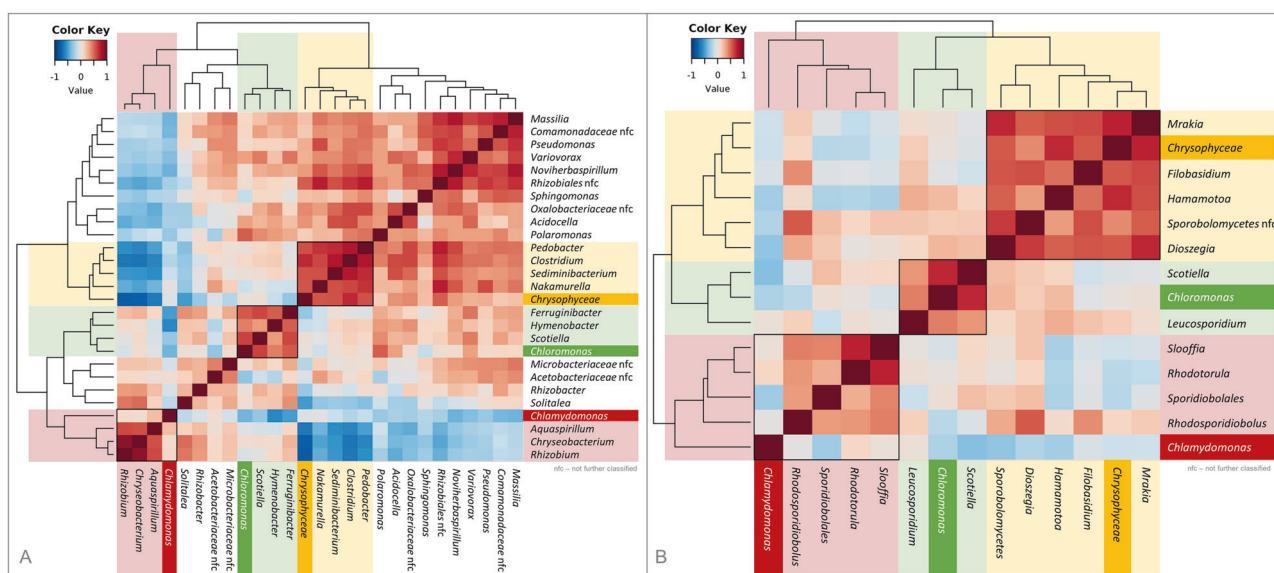 Color Key
-1 0 1
Value
Massilia
Comamonadaceae nfc
Pseudomonas
Variovorax
Noviherbaspirillum
Rhizobiales nfc
Sphingomonas
Oxalobacteriaceae nfc
Acidocella
Polaromonas
Pedobacter
Clostridium
Sediminibacterium
Nakamurella
Chrysophyceae
Ferruginibacter
Hymenobacter
Scotiella
Chloromonas
Microbacteriaceae nfc
Acetobacteriaceae nfc
Rhizobacter
Solitalea
Chlamydomonas
Aquaspirillum
Chryseobacterium
Rhizobium
nfc – not further classified
Rhizobium
Chryseobacterium
Aquaspirillum
Chlamydomonas
Solitalea
Rhizobacter
Acetobacteriaceae nfc
Microbacteriaceae nfc
Chloromonas
Scotiella
Hymenobacter
Ferruginibacter
Chrysophyceae
Nakamurella
Sediminibacterium
Clostridium
Pedobacter
Polaromonas
Acidocella
Oxalobacteriaceae nfc
Sphingomonas
Rhizobiales nfc
Noviherbaspirillum
Variovorax
Pseudomonas
Comamonadaceae nfc
Massilia
A
Color Key
-1 0 1
Value
Mrakia
Chrysophyceae
Filobasidium
Hamamotoa
Sporobolomycetes nfc
Dioszegia
Scotiella
Chloromonas
Leucosporidium
Slooffia
Rhodotorula
Sporidiobolales
Rhodosporidiobolus
Chlamydomonas
nfc – not further classified
Chlamydomonas
Rhodosporidiobolus
Sporidiobolales
Rhodotorula
Slooffia
Leucosporidium
Chloromonas
Scotiella
Sporobolomycetes
Dioszegia
Hamamotoa
Filobasidium
Chrysophyceae
Mrakia
B